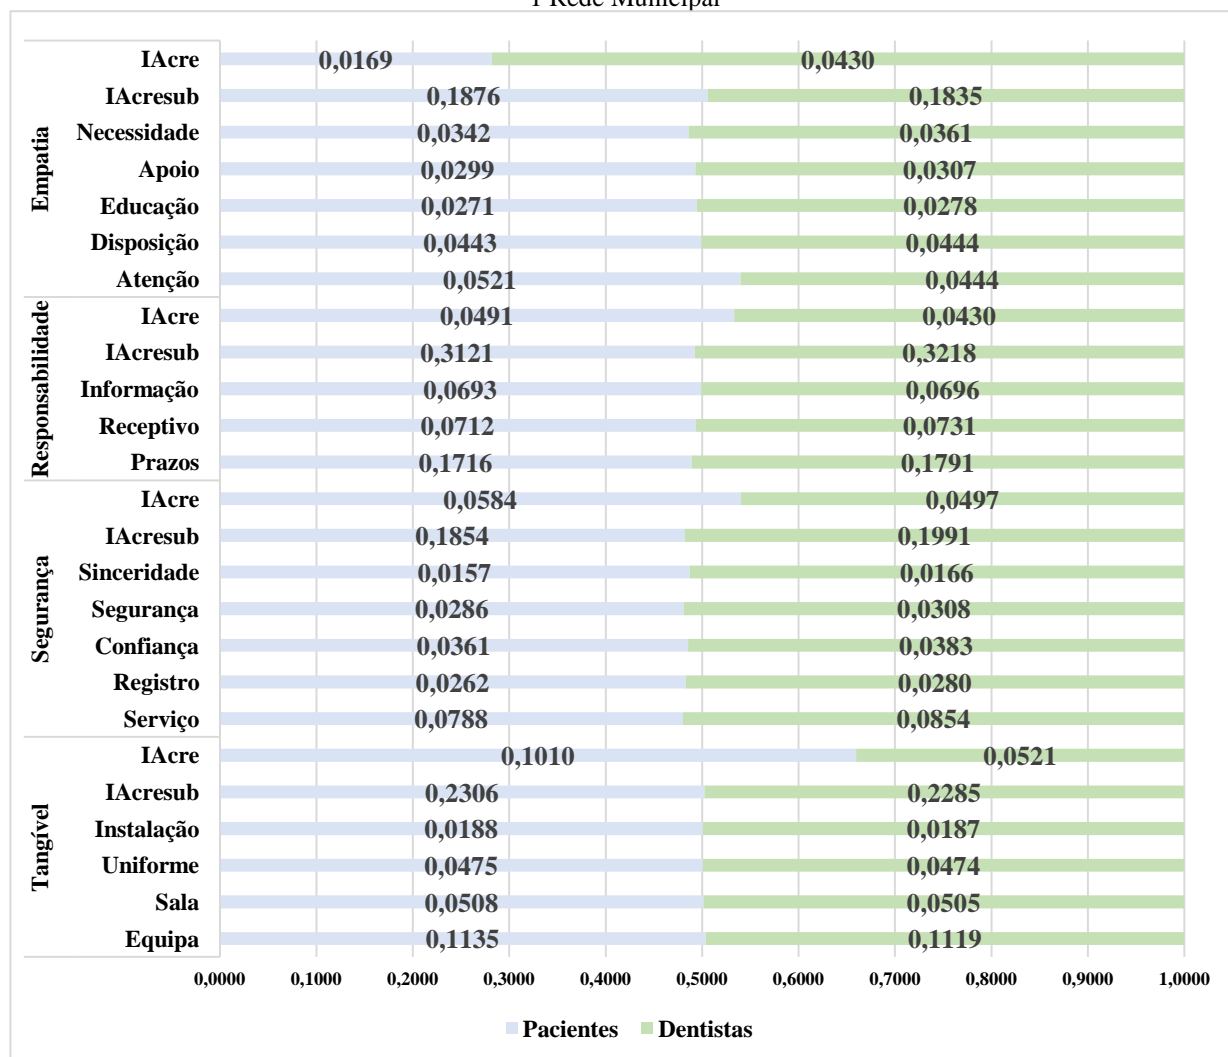 1 Rede Municipal
Empatia
IAcre 0,0169 0,0430
IAcresub 0,1876 0,1835
Necessidade 0,0342 0,0361
Apoio 0,0299 0,0307
Educação 0,0271 0,0278
Disposição 0,0443 0,0444
Atenção 0,0521 0,0444
Responsabilidade
IAcre 0,0491 0,0430
IAcresub 0,3121 0,3218
Informação 0,0693 0,0696
Receptivo 0,0712 0,0731
Prazos 0,1716 0,1791
Segurança
IAcre 0,0584 0,0497
IAcresub 0,1854 0,1991
Sinceridade 0,0157 0,0166
Segurança 0,0286 0,0308
Confiança 0,0361 0,0383
Registro 0,0262 0,0280
Serviço 0,0788 0,0854
Tangível
IAcre 0,1010 0,0521
IAcresub 0,2306 0,2285
Instalação 0,0188 0,0187
Uniforme 0,0475 0,0474
Sala 0,0508 0,0505
Equipa 0,1135 0,1119
0,0000 0,1000 0,2000 0,3000 0,4000 0,5000 0,6000 0,7000 0,8000 0,9000 1,0000
Pacientes Dentistas